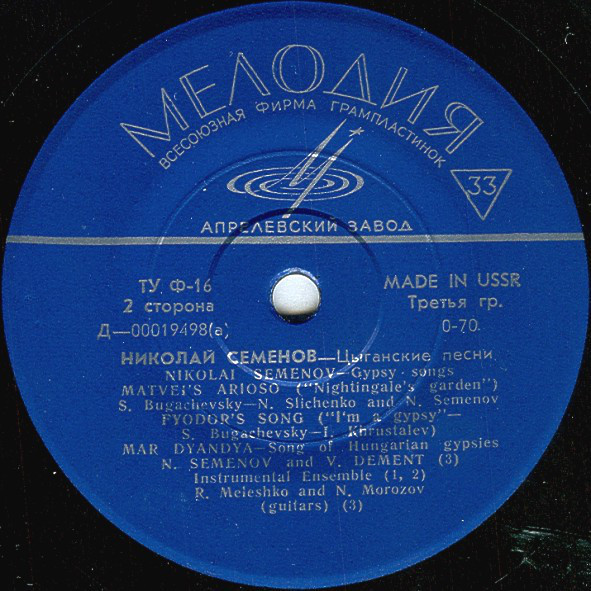 МЕЛОДИЯ
ВСЕСОЮЗНАЯ ФИРМА ГРАМПЛАСТИНОК
33
АПРЕЛЕВСКИЙ ЗАВОД
ТУ Ф-16
MADE IN USSR
2 сторона
Третья гр.
Д—00019498(а)
0-70.
НИКОЛАЙ СЕМЕНОВ—Цыганские песни
NIKOLAI SEMENOV—Gypsy songs
MATVEI'S ARIOSO ("Nightingale's garden")
S. Bugachevsky—N. Slichenko and N. Semenov
FYODOR'S SONG ("I'm a gypsy"—
S. Bugachevsky—I. Khrustalev)
MAR DYANDYA—Song of Hungarian gypsies
N. SEMENOV and V. DEMENT (3)
Instrumental Ensemble (1, 2)
R. Meleshko and N. Morozov
(guitars) (3)